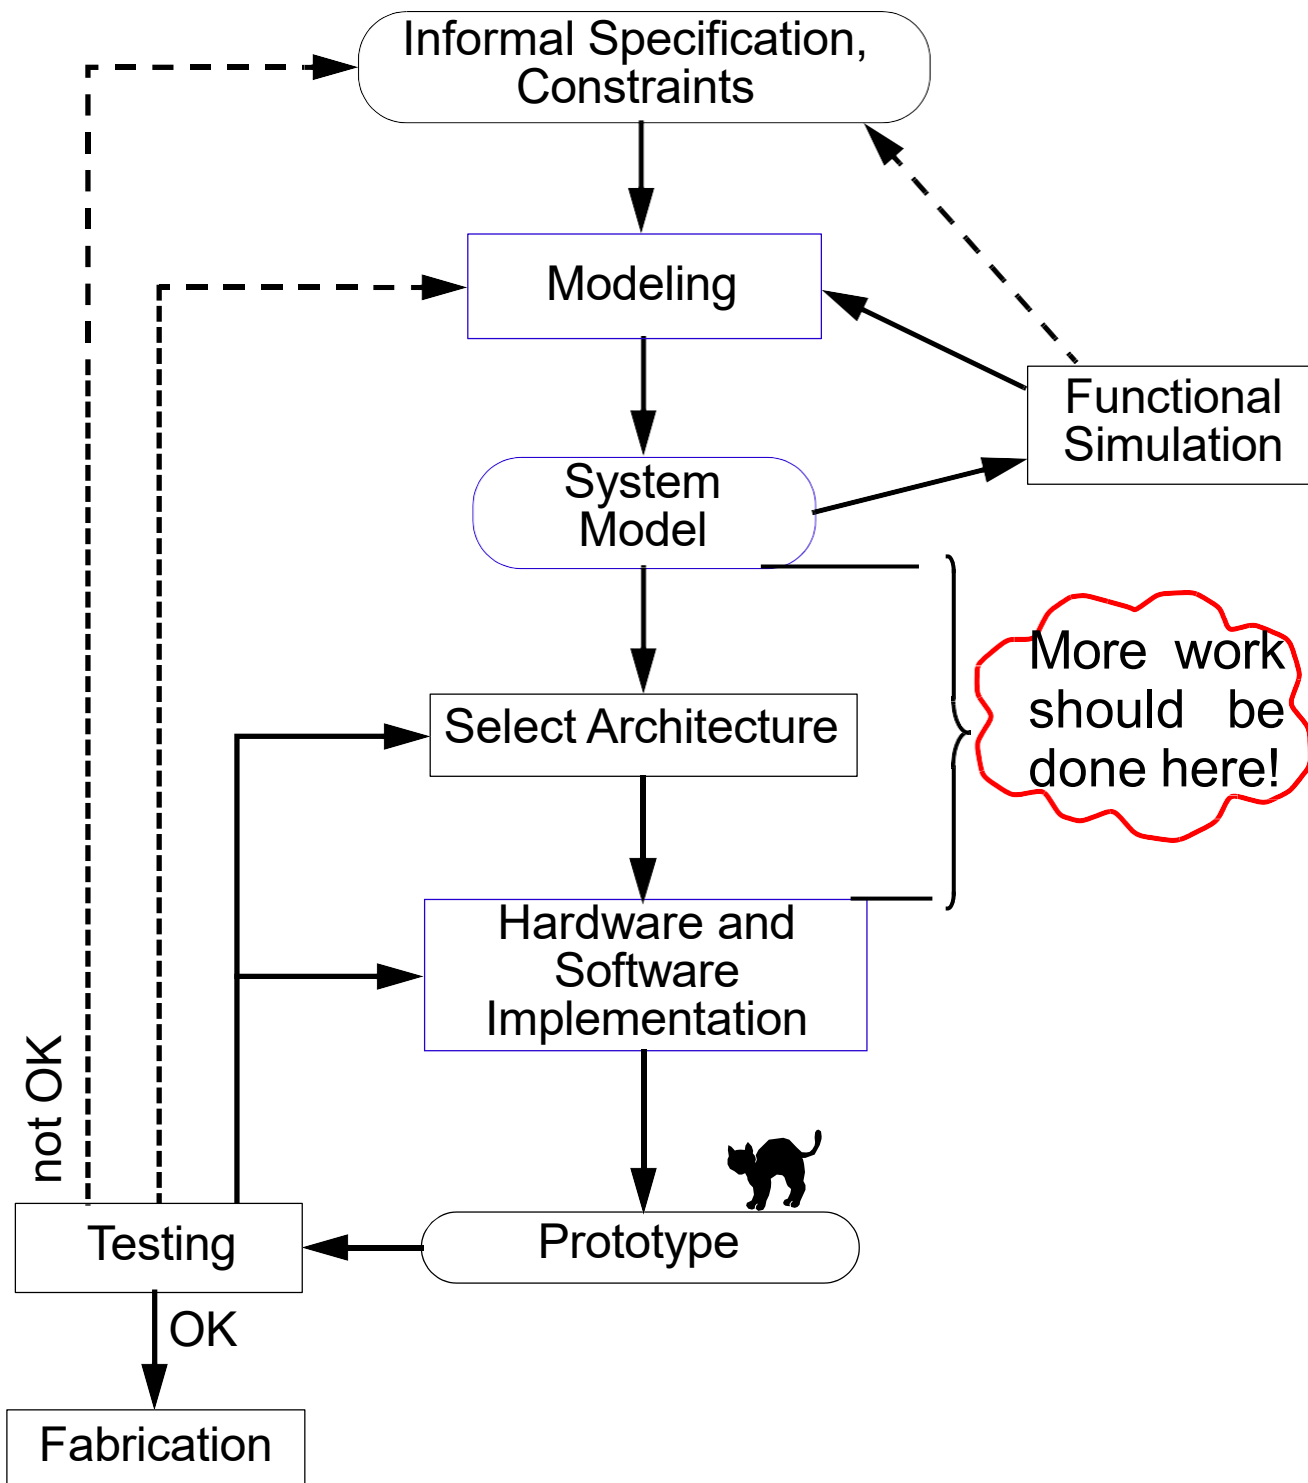 Informal Specification,
Constraints
Modeling
Functional
Simulation
System
Model
More work
should be
done here!
Select Architecture
Hardware and
Software
Implementation
not OK
Prototype
Testing
OK
Fabrication